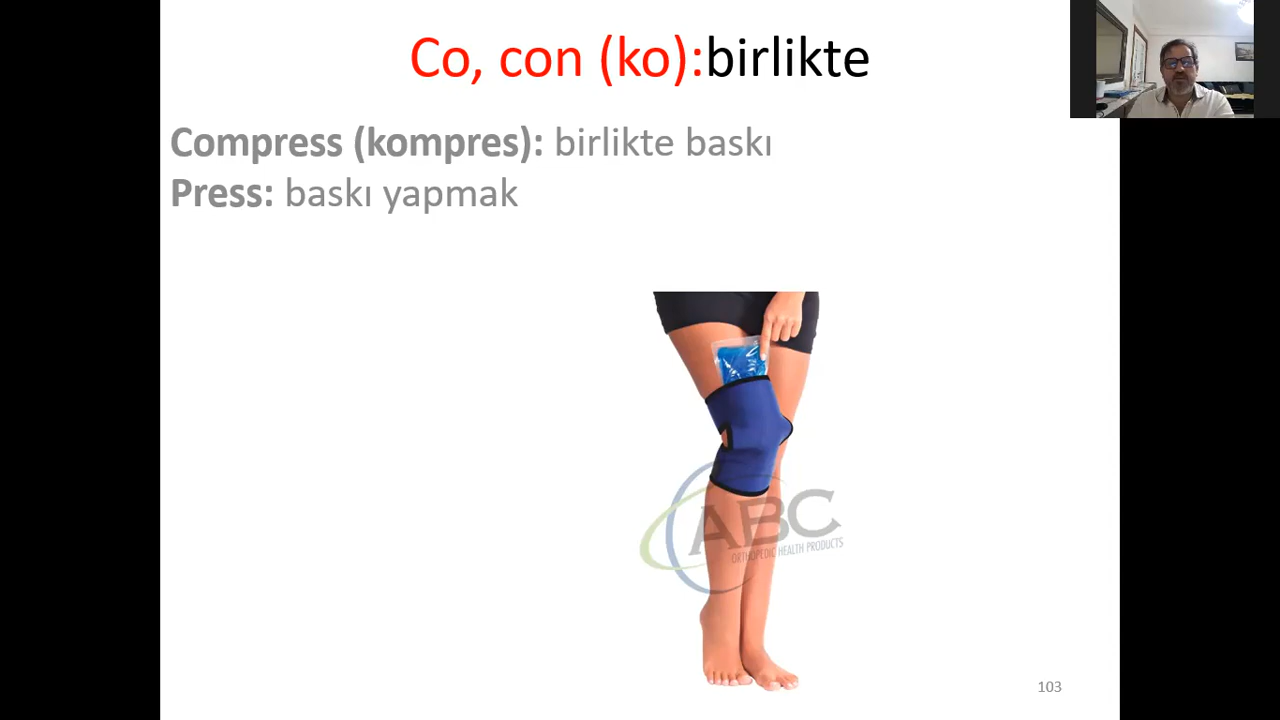 Co, con (ko):birlikte
Compress (kompres): birlikte baskı
Press: baskı yapmak
ABC
ORTHOPEDIC HEALTH PRODUCTS
103